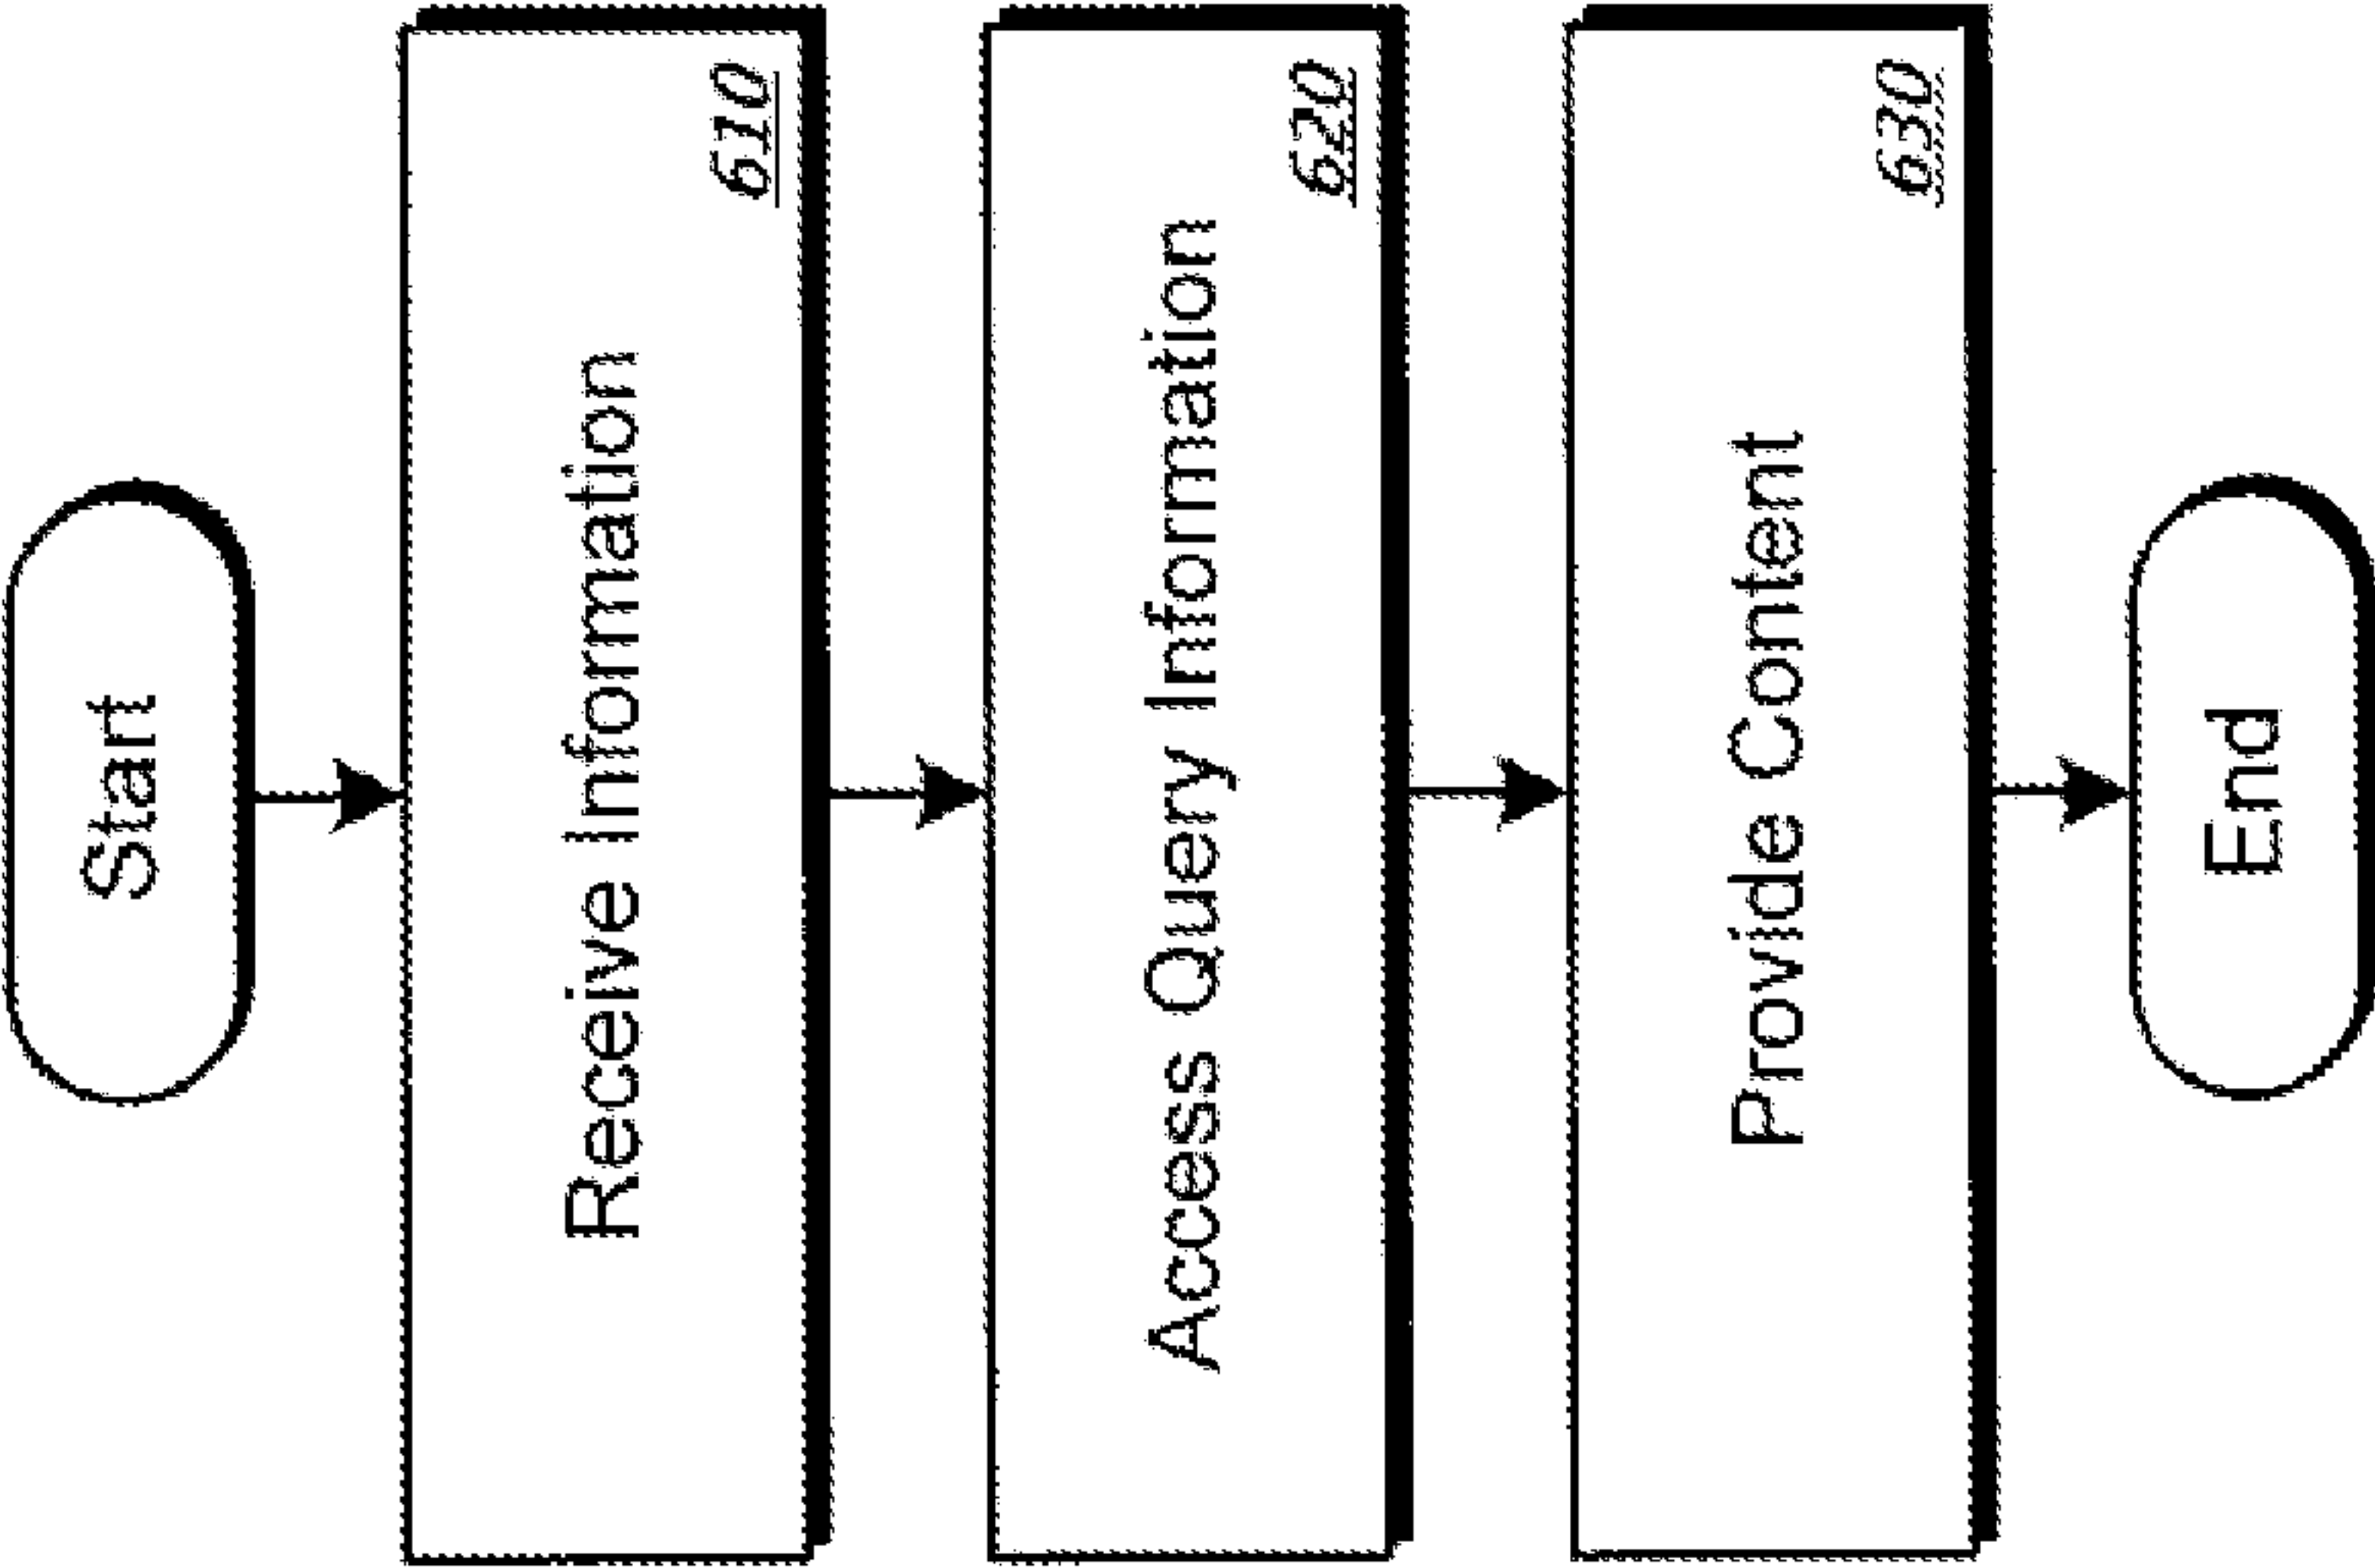 Start
Receive Information
610
Access Query Information
620
Provide Content
630
End